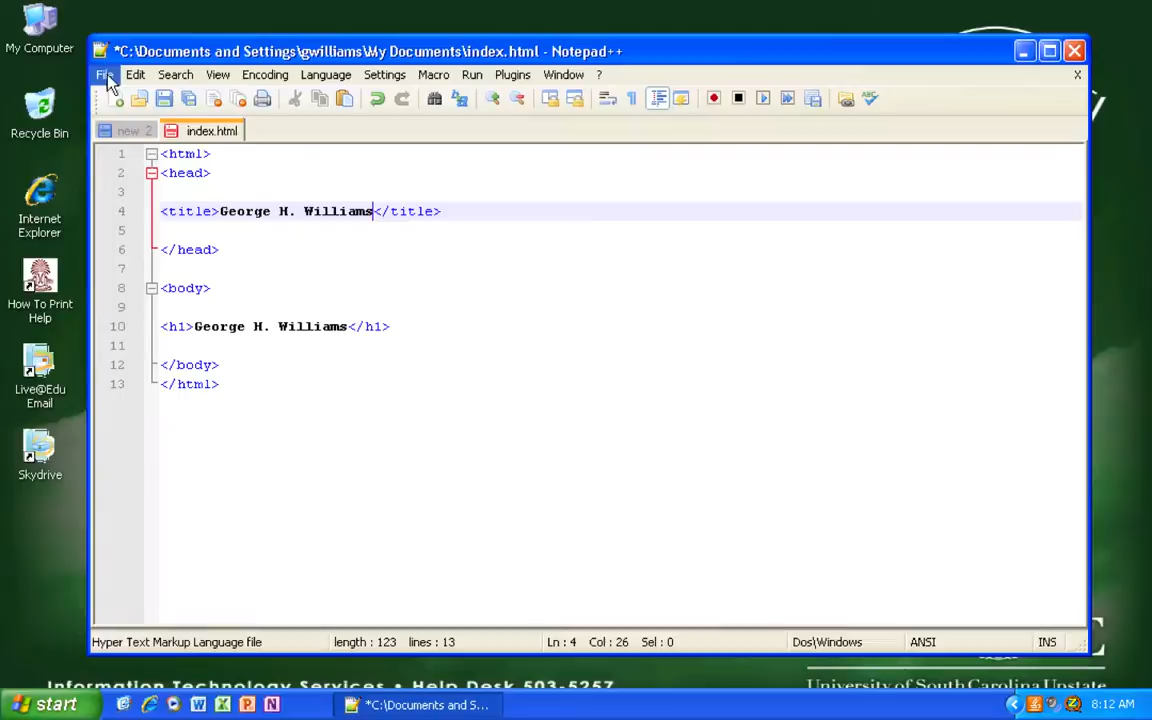 My Computer
Recycle Bin
Internet
Explorer
How To Print
Help
Live@Edu
Email
Skydrive
*C:\Documents and Settings\gwilliams\My Documents\index.html - Notepad++
File Edit Search View Encoding Language Settings Macro Run Plugins Window ? X
new 2 index.html
1 <html>
2 <head>
3
4 <title>George H. Williams</title>
5
6 </head>
7
8 <body>
9
10 <h1>George H. Williams</h1>
11
12 </body>
13 </html>
Hyper Text Markup Language file length : 123 lines : 13 Ln : 4 Col : 26 Sel : 0 Dos\Windows ANSI INS
Information Technology Services • Help Desk 503-5257
University of South Carolina Upstate
start *C:\Documents and S... 8:12 AM